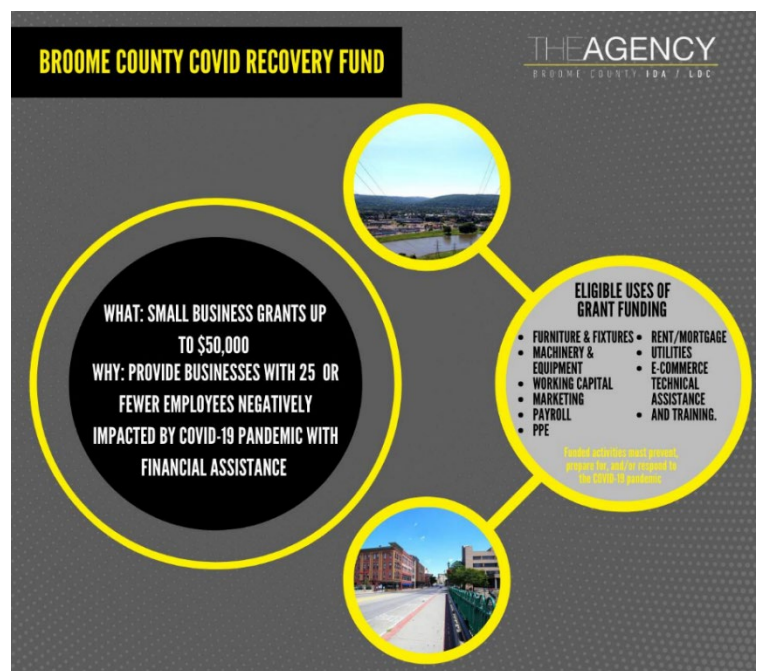 BROOME COUNTY COVID RECOVERY FUND
THEAGENCY
BROOME COUNTY IDA / LDC
WHAT: SMALL BUSINESS GRANTS UP
TO $50,000
WHY: PROVIDE BUSINESSES WITH 25 OR
FEWER EMPLOYEES NEGATIVELY
IMPACTED BY COVID-19 PANDEMIC WITH
FINANCIAL ASSISTANCE
ELIGIBLE USES OF
GRANT FUNDING
• FURNITURE & FIXTURES
• MACHINERY &
EQUIPMENT
• WORKING CAPITAL
• MARKETING
• PAYROLL
• PPE
• RENT/MORTGAGE
• UTILITIES
• E-COMMERCE
TECHNICAL
ASSISTANCE
• AND TRAINING.
Funded activities must prevent,
prepare for, and/or respond to
the COVID-19 pandemic